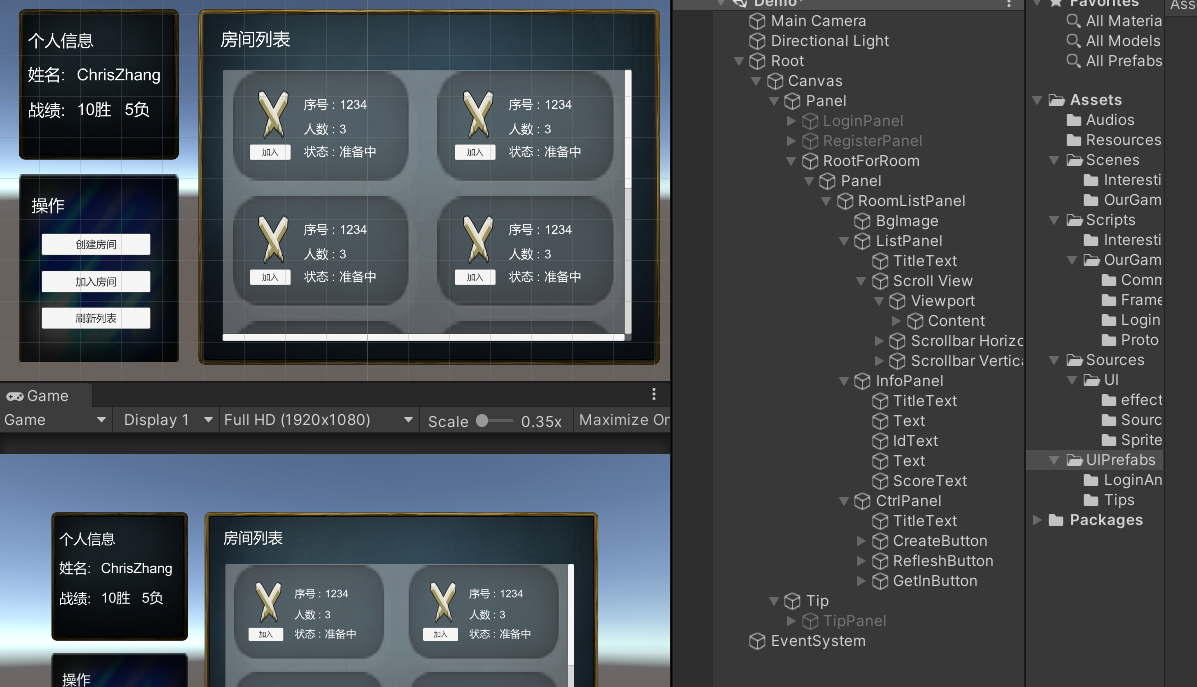 个人信息
姓名: ChrisZhang
战绩: 10胜 5负
操作
创建房间
加入房间
刷新列表
房间列表
序号 : 1234
人数 : 3
加入
状态 : 准备中
序号 : 1234
人数 : 3
加入
状态 : 准备中
序号 : 1234
人数 : 3
加入
状态 : 准备中
序号 : 1234
人数 : 3
加入
状态 : 准备中
Game
Game
Display 1
Full HD (1920x1080)
Scale
0.35x
Maximize On
个人信息
姓名: ChrisZhang
战绩: 10胜 5负
操作
房间列表
序号 : 1234
人数 : 3
加入
状态 : 准备中
序号 : 1234
人数 : 3
加入
状态 : 准备中
Demo*
Main Camera
Directional Light
Root
Canvas
Panel
LoginPanel
RegisterPanel
RootForRoom
Panel
RoomListPanel
BgImage
ListPanel
TitleText
Scroll View
Viewport
Content
Scrollbar Horizo
Scrollbar Vertica
InfoPanel
TitleText
Text
IdText
Text
ScoreText
CtrlPanel
TitleText
CreateButton
RefleshButton
GetInButton
Tip
TipPanel
EventSystem
Favorites
All Materia
All Models
All Prefabs
Assets
Audios
Resources
Scenes
Interesti
OurGam
Scripts
Interesti
OurGam
Comm
Frame
Login
Proto
Sources
UI
effect
Sourc
Sprite
UIPrefabs
LoginAn
Tips
Packages
Ass